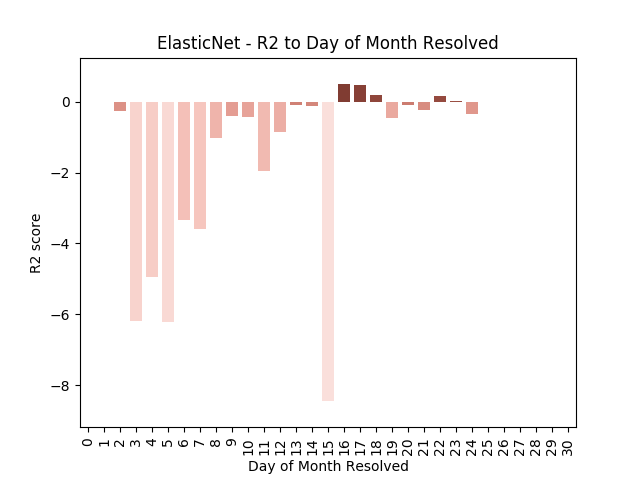 ElasticNet - R2 to Day of Month Resolved
R2 score
0
−2
−4
−6
−8
0 1 2 3 4 5 6 7 8 9 10 11 12 13 14 15 16 17 18 19 20 21 22 23 24 25 26 27 28 29 30
Day of Month Resolved